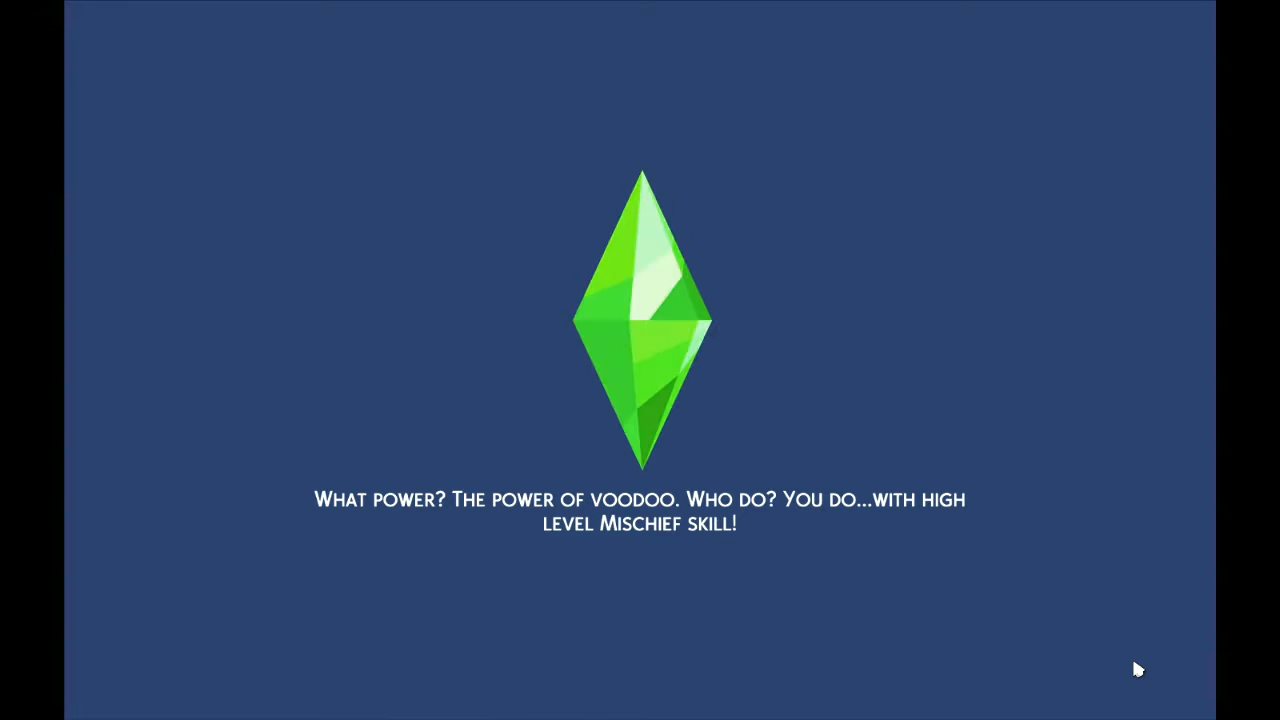 What power? The power of voodoo. Who do? You do...with high
level Mischief skill!